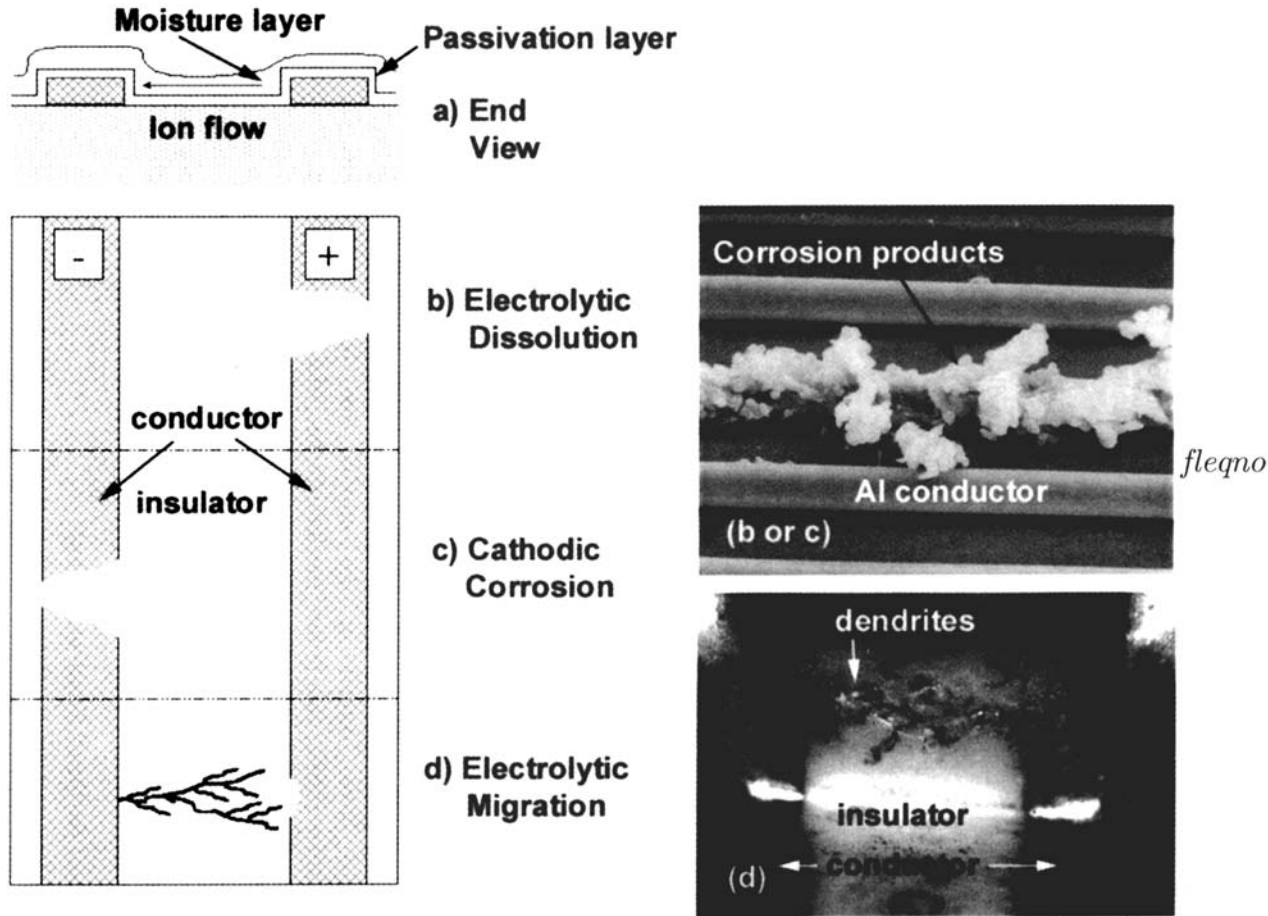 Moisture layer
Passivation layer
Ion flow
a) End
View
-
+
b) Electrolytic
Dissolution
conductor
insulator
c) Cathodic
Corrosion
d) Electrolytic
Migration
Corrosion products
Al conductor
(b or c)
fleqno
dendrites
insulator
conductor
(d)